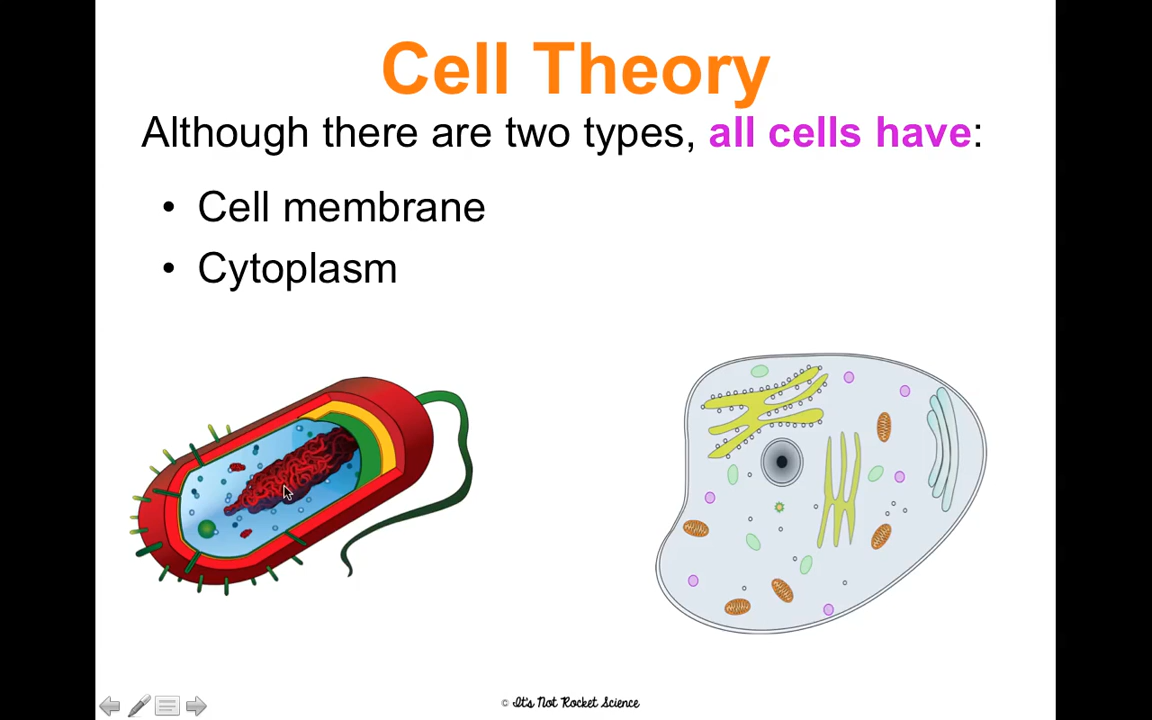 Cell Theory
Although there are two types, all cells have:
• Cell membrane
• Cytoplasm
© It's Not Rocket Science